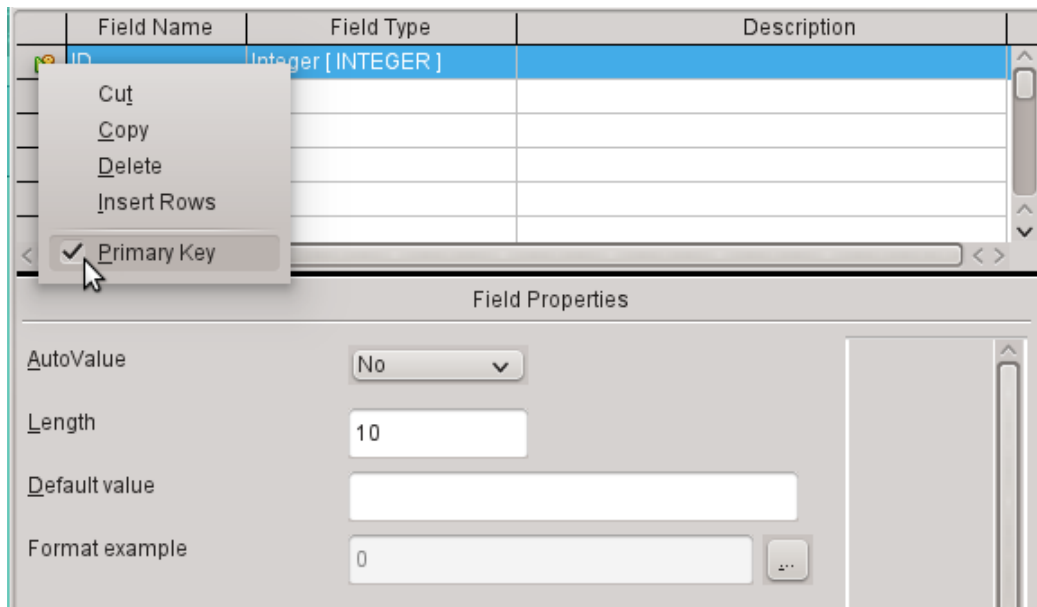 Field Name Field Type Description
ID Integer [ INTEGER ]
Cut
Copy
Delete
Insert Rows
Primary Key
Field Properties
AutoValue No
Length 10
Default value
Format example 0 ...